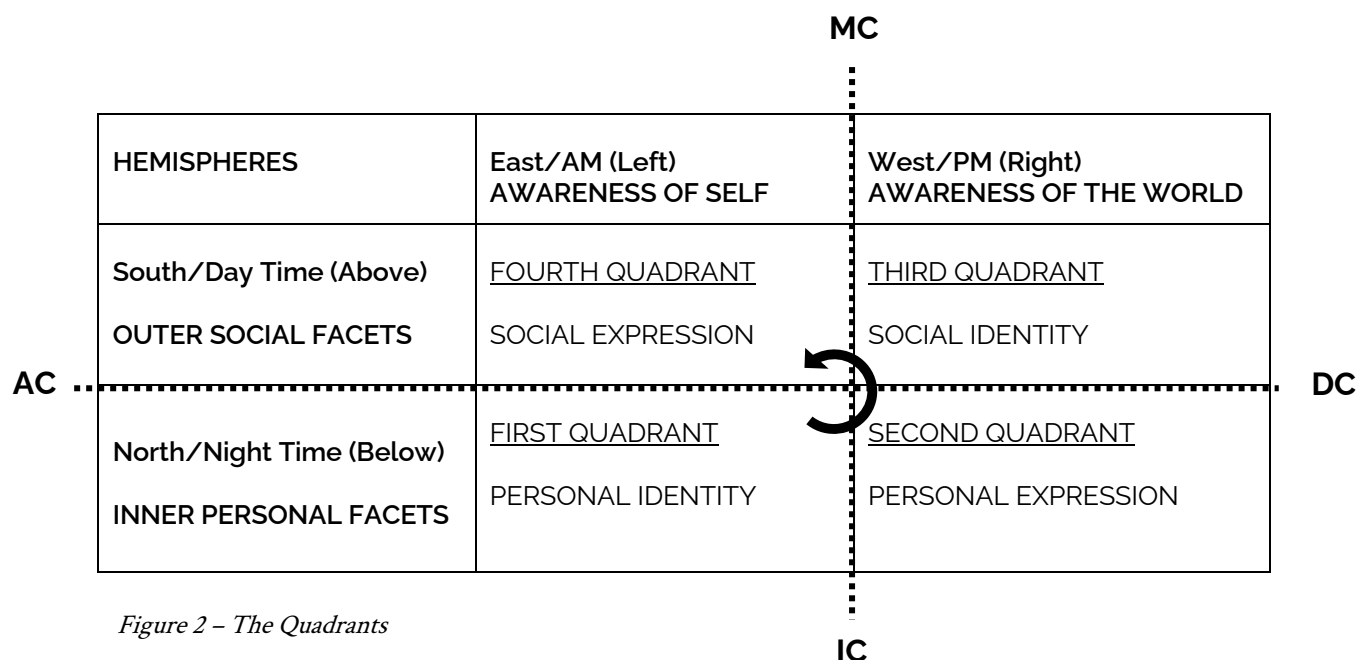 MC
HEMISPHERES
East/AM (Left)
AWARENESS OF SELF
West/PM (Right)
AWARENESS OF THE WORLD
South/Day Time (Above)
OUTER SOCIAL FACETS
FOURTH QUADRANT
SOCIAL EXPRESSION
THIRD QUADRANT
SOCIAL IDENTITY
AC
DC
North/Night Time (Below)
INNER PERSONAL FACETS
FIRST QUADRANT
PERSONAL IDENTITY
SECOND QUADRANT
PERSONAL EXPRESSION
Figure 2 – The Quadrants
IC